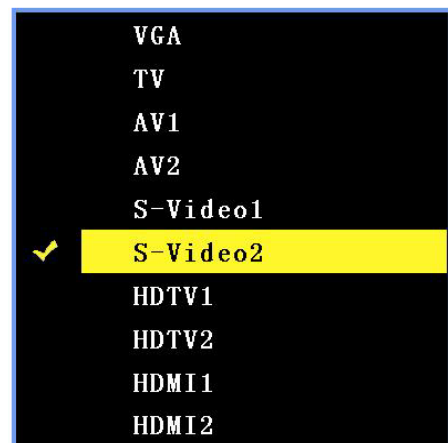 VGA
TV
AV1
AV2
S-Video1
S-Video2
HDTV1
HDTV2
HDMI1
HDMI2